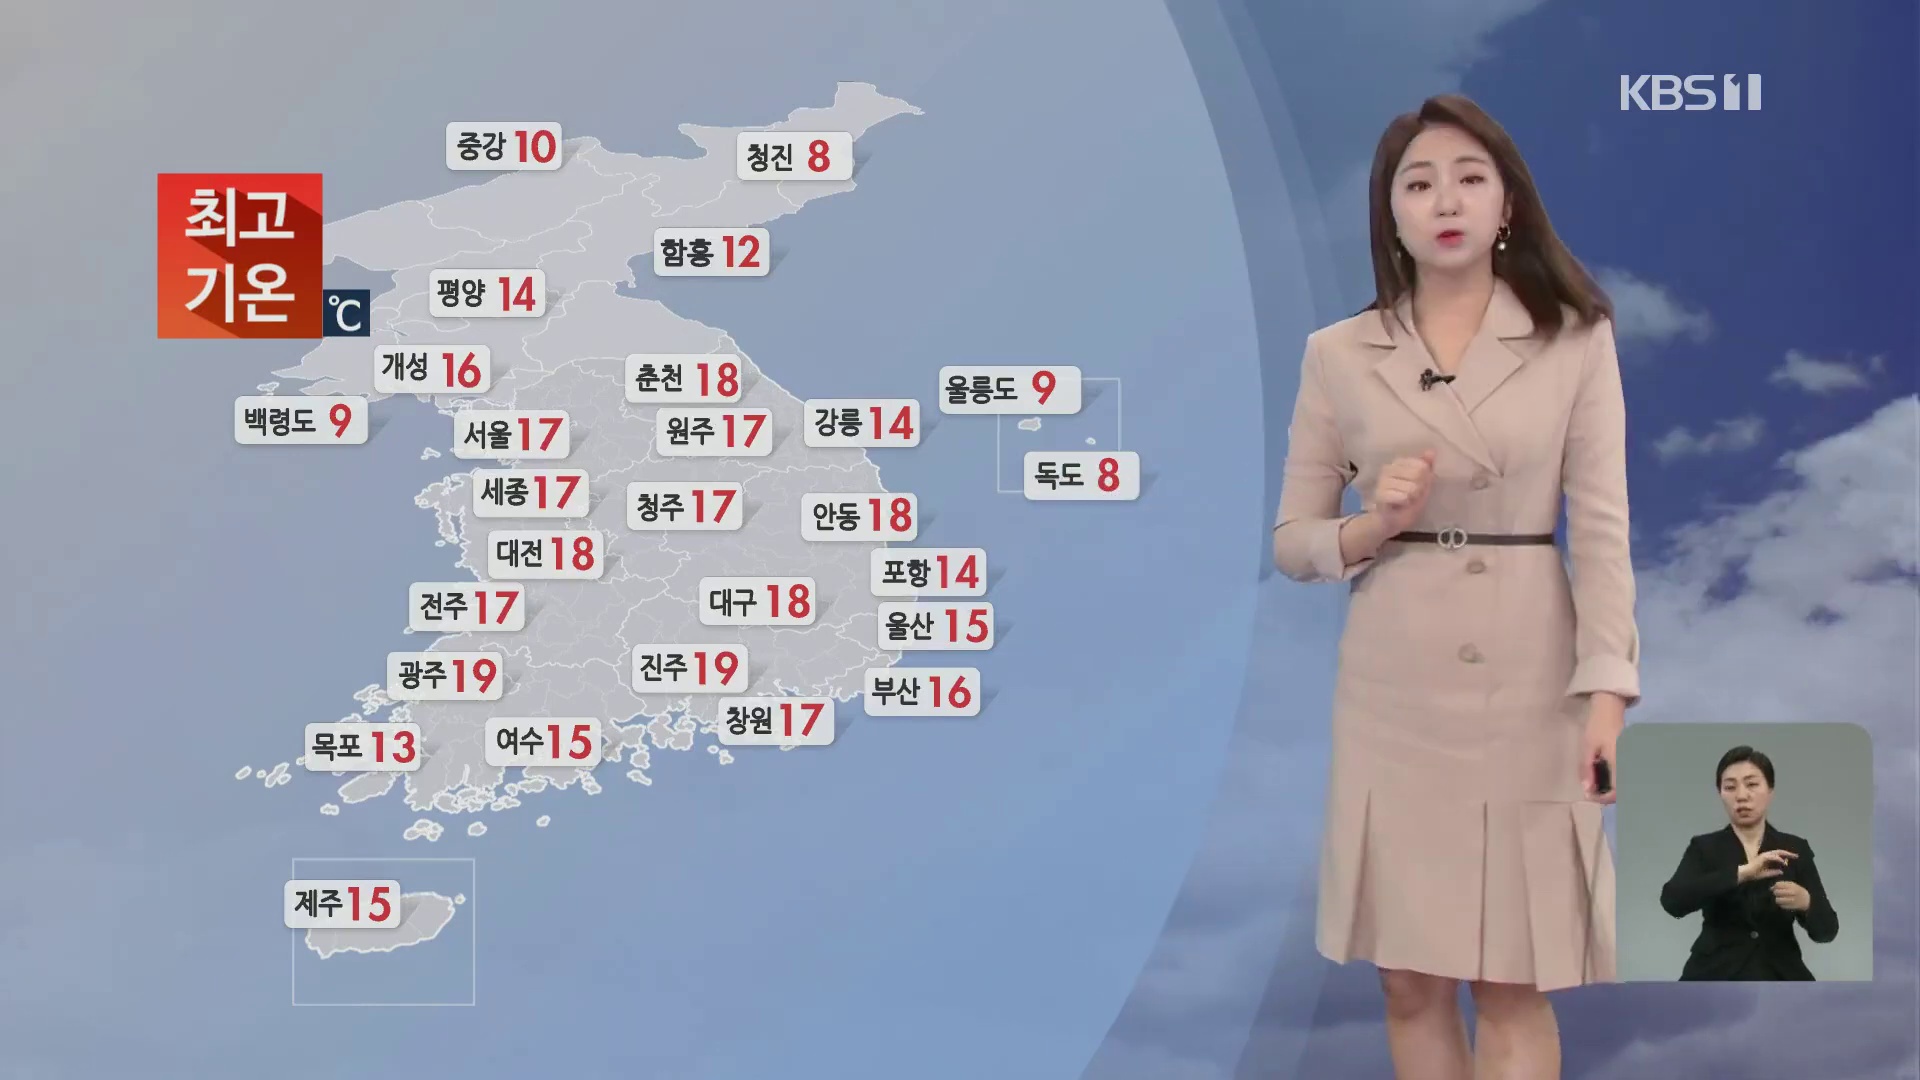 KBS 1
최고
기온
℃
중강 10
청진 8
함흥 12
평양 14
개성 16
춘천 18
백령도 9
서울 17
원주 17
강릉 14
울릉도 9
독도 8
세종 17
청주 17
안동 18
대전 18
포항 14
전주 17
대구 18
울산 15
광주 19
진주 19
부산 16
목포 13
여수 15
창원 17
제주 15